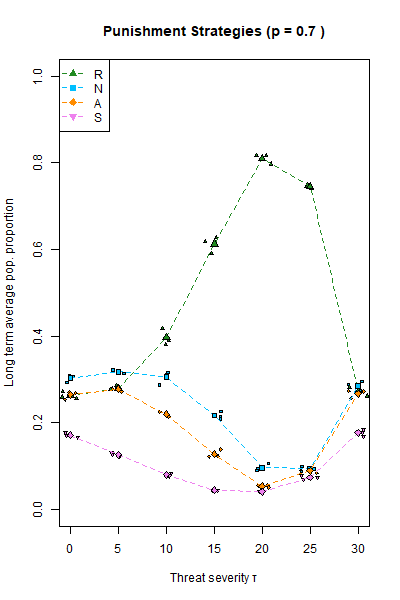 Punishment Strategies (p = 0.7 )
R
N
A
S
Long term average pop. proportion
1.0
0.8
0.6
0.4
0.2
0.0
0 5 10 15 20 25 30
Threat severity τ